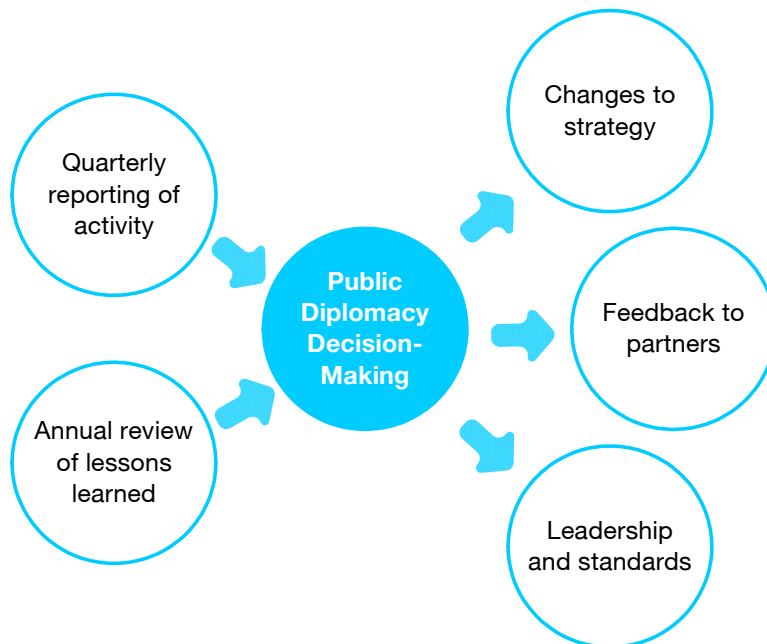 Quarterly
reporting of
activity
Annual review
of lessons
learned
Public
Diplomacy
Decision-
Making
Changes to
strategy
Feedback to
partners
Leadership
and standards